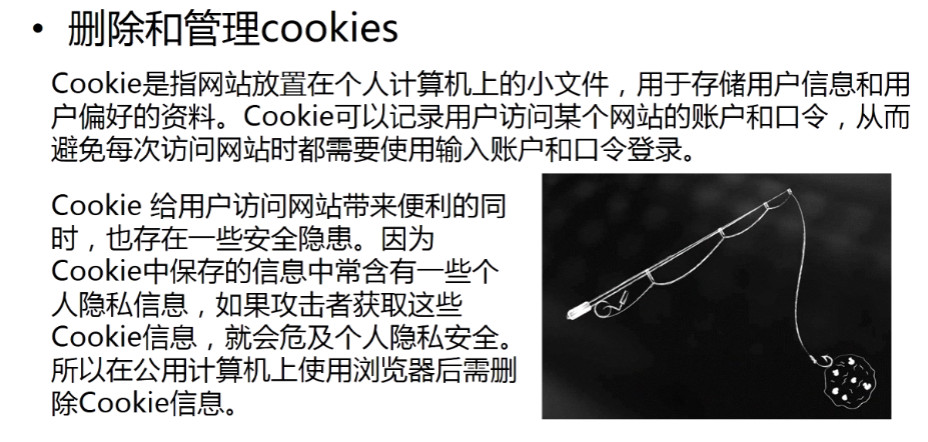 • 删除和管理cookies
Cookie是指网站放置在个人计算机上的小文件，用于存储用户信息和用
户偏好的资料。Cookie可以记录用户访问某个网站的账户和口令，从而
避免每次访问网站时都需要使用输入账户和口令登录。
Cookie 给用户访问网站带来便利的同
时，也存在一些安全隐患。因为
Cookie中保存的信息中常含有一些个
人隐私信息，如果攻击者获取这些
Cookie信息，就会危及个人隐私安全。
所以在公用计算机上使用浏览器后需删
除Cookie信息。